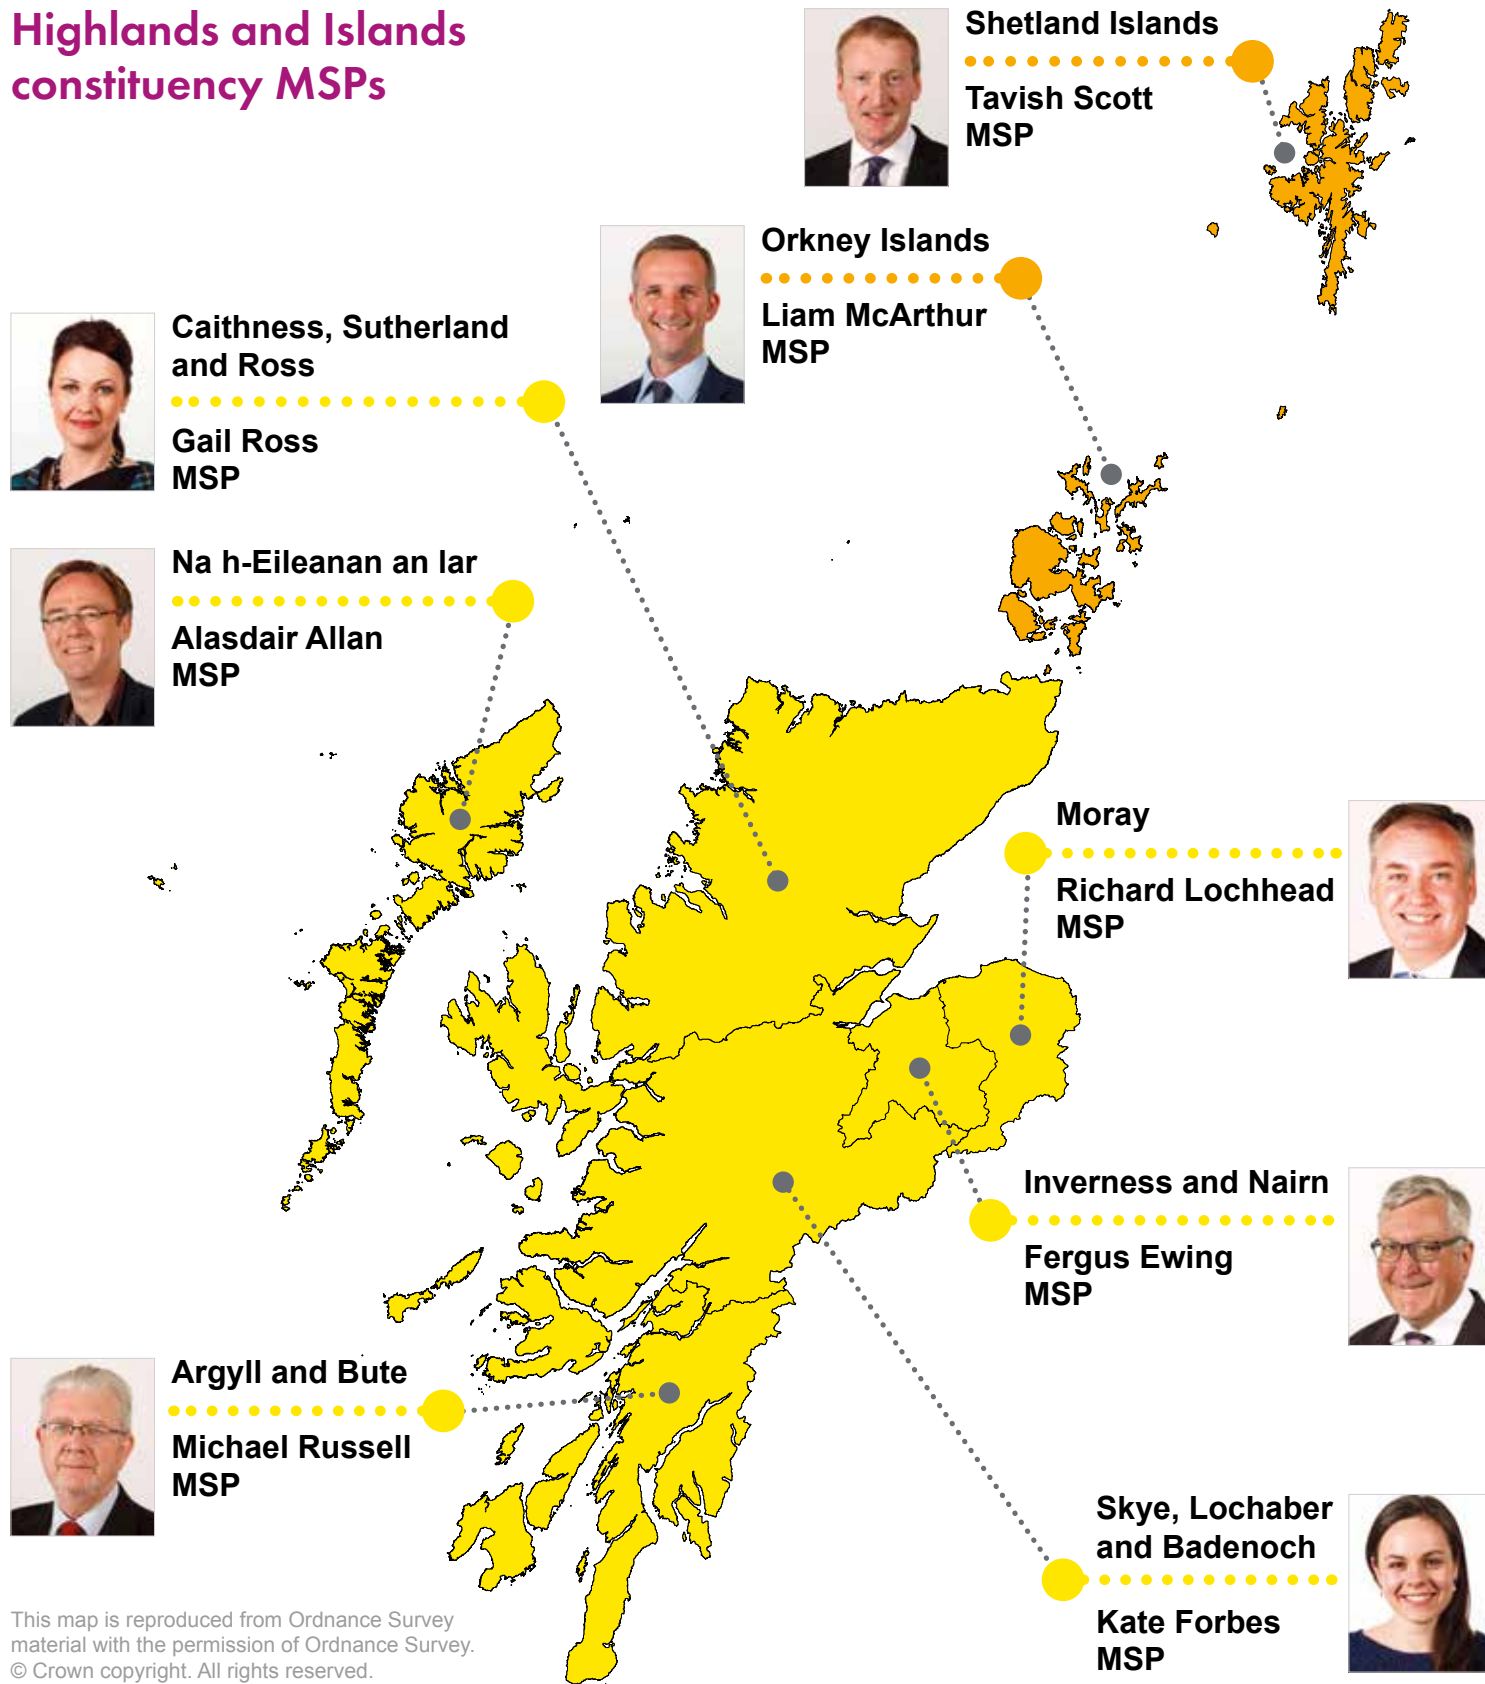 Highlands and Islands
constituency MSPs
Shetland Islands
Tavish Scott
MSP
Orkney Islands
Liam McArthur
MSP
Caithness, Sutherland
and Ross
Gail Ross
MSP
Na h-Eileanan an Iar
Alasdair Allan
MSP
Moray
Richard Lochhead
MSP
Inverness and Nairn
Fergus Ewing
MSP
Argyll and Bute
Michael Russell
MSP
Skye, Lochaber
and Badenoch
Kate Forbes
MSP
This map is reproduced from Ordnance Survey
material with the permission of Ordnance Survey.
© Crown copyright. All rights reserved.